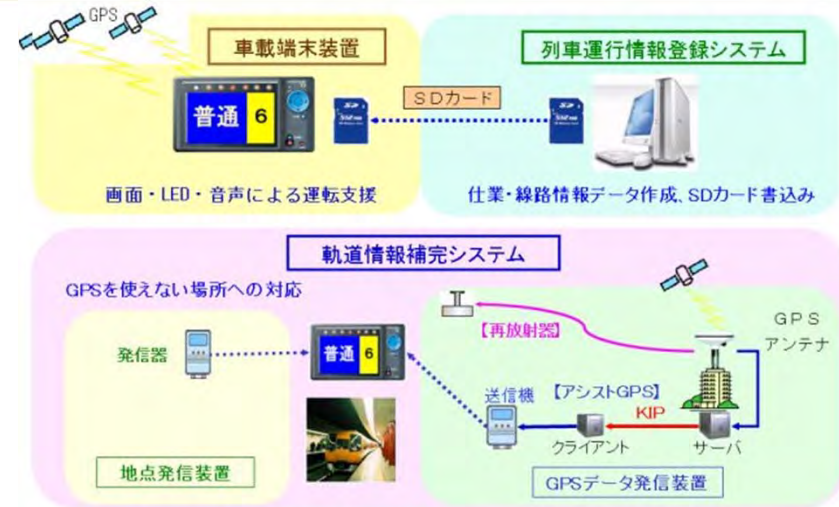 GPS
車載端末装置
列車運行情報登録システム
普通 6
SDカード
画面・LED・音声による運転支援
仕業・線路情報データ作成、SDカード書込み
軌道情報補完システム
GPSを使えない場所への対応
発信器
普通 6
【再放射器】
GPS
アンテナ
送信機
【アシストGPS】
KIP
クライアント
サーバ
地点発信装置
GPSデータ発信装置